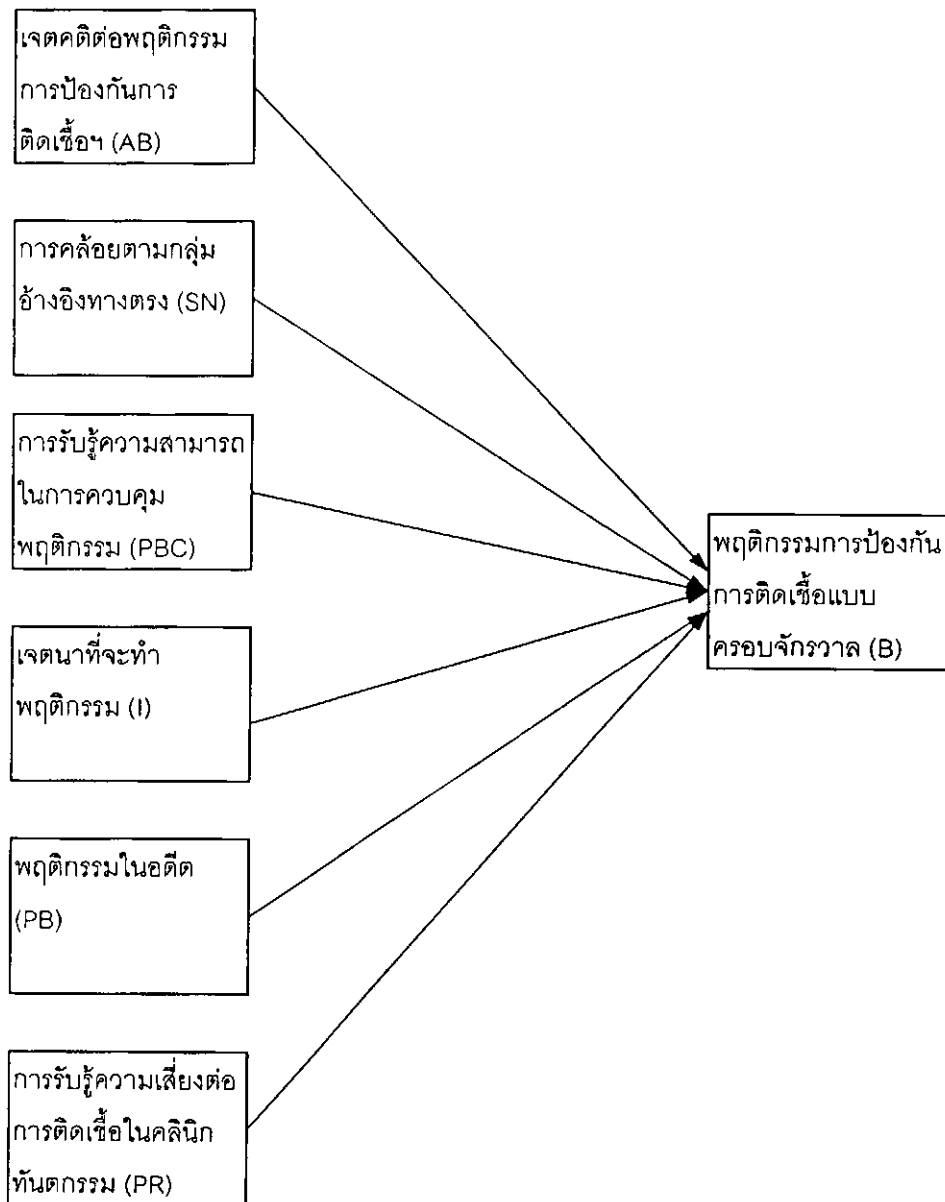 เจตคติต่อพฤติกรรม
การป้องกันการ
ติดเชื้อฯ (AB)
การคล้อยตามกลุ่ม
อ้างอิงทางตรง (SN)
การรับรู้ความสามารถ
ในการควบคุม
พฤติกรรม (PBC)
เจตนาที่จะทำ
พฤติกรรม (I)
พฤติกรรมในอดีต
(PB)
การรับรู้ความเสี่ยงต่อ
การติดเชื้อในคลินิก
ทันตกรรม (PR)
พฤติกรรมการป้องกัน
การติดเชื้อแบบ
ครอบจักรวาล (B)